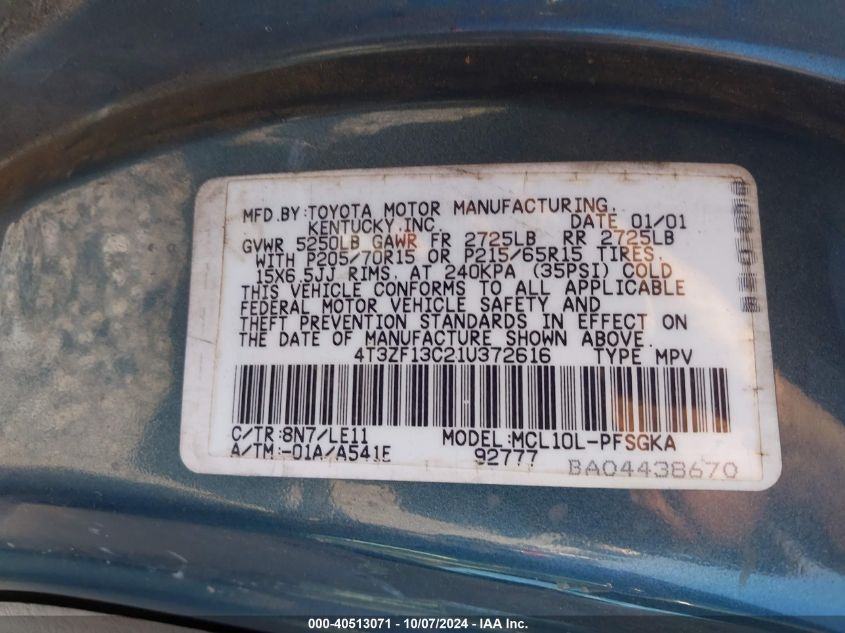 MFD.BY:TOYOTA MOTOR MANUFACTURING,
KENTUCKY,INC. DATE 01/01
GVWR 5250LB GAWR FR 2725LB RR 2725LB
WITH P205/70R15 OR P215/65R15 TIRES,
15X6.5JJ RIMS, AT 240KPA (35PSI) COLD
THIS VEHICLE CONFORMS TO ALL APPLICABLE
FEDERAL MOTOR VEHICLE SAFETY AND
THEFT PREVENTION STANDARDS IN EFFECT ON
THE DATE OF MANUFACTURE SHOWN ABOVE.
4T3ZF13C21U372616 TYPE MPV
C/TR:8N7/LE11 MODEL:MCL10L-PFSGKA
A/TM:-01A/A541E 92777
BA04438670
000-40513071 - 10/07/2024 - IAAI - IAAI Inc.